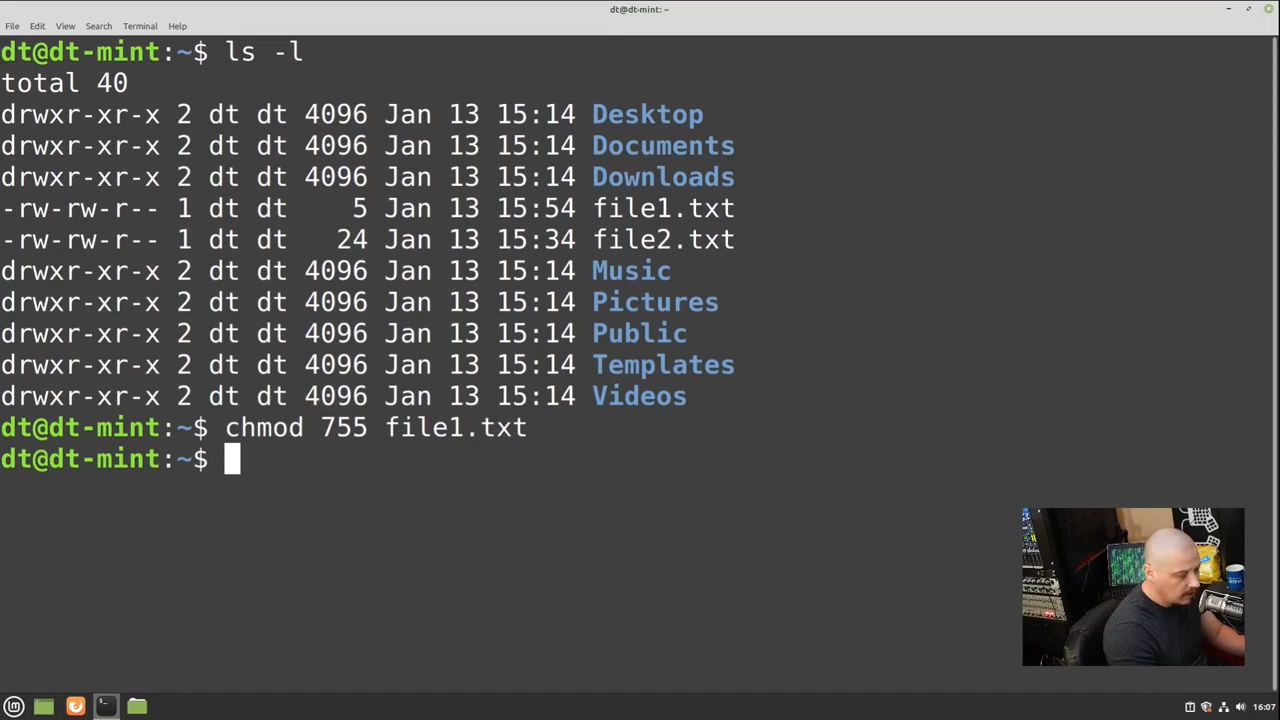 dt@dt-mint: ~
File Edit View Search Terminal Help
dt@dt-mint:~$ ls -l
total 40
drwxr-xr-x 2 dt dt 4096 Jan 13 15:14 Desktop
drwxr-xr-x 2 dt dt 4096 Jan 13 15:14 Documents
drwxr-xr-x 2 dt dt 4096 Jan 13 15:14 Downloads
-rw-rw-r-- 1 dt dt    5 Jan 13 15:54 file1.txt
-rw-rw-r-- 1 dt dt   24 Jan 13 15:34 file2.txt
drwxr-xr-x 2 dt dt 4096 Jan 13 15:14 Music
drwxr-xr-x 2 dt dt 4096 Jan 13 15:14 Pictures
drwxr-xr-x 2 dt dt 4096 Jan 13 15:14 Public
drwxr-xr-x 2 dt dt 4096 Jan 13 15:14 Templates
drwxr-xr-x 2 dt dt 4096 Jan 13 15:14 Videos
dt@dt-mint:~$ chmod 755 file1.txt
dt@dt-mint:~$
16:07